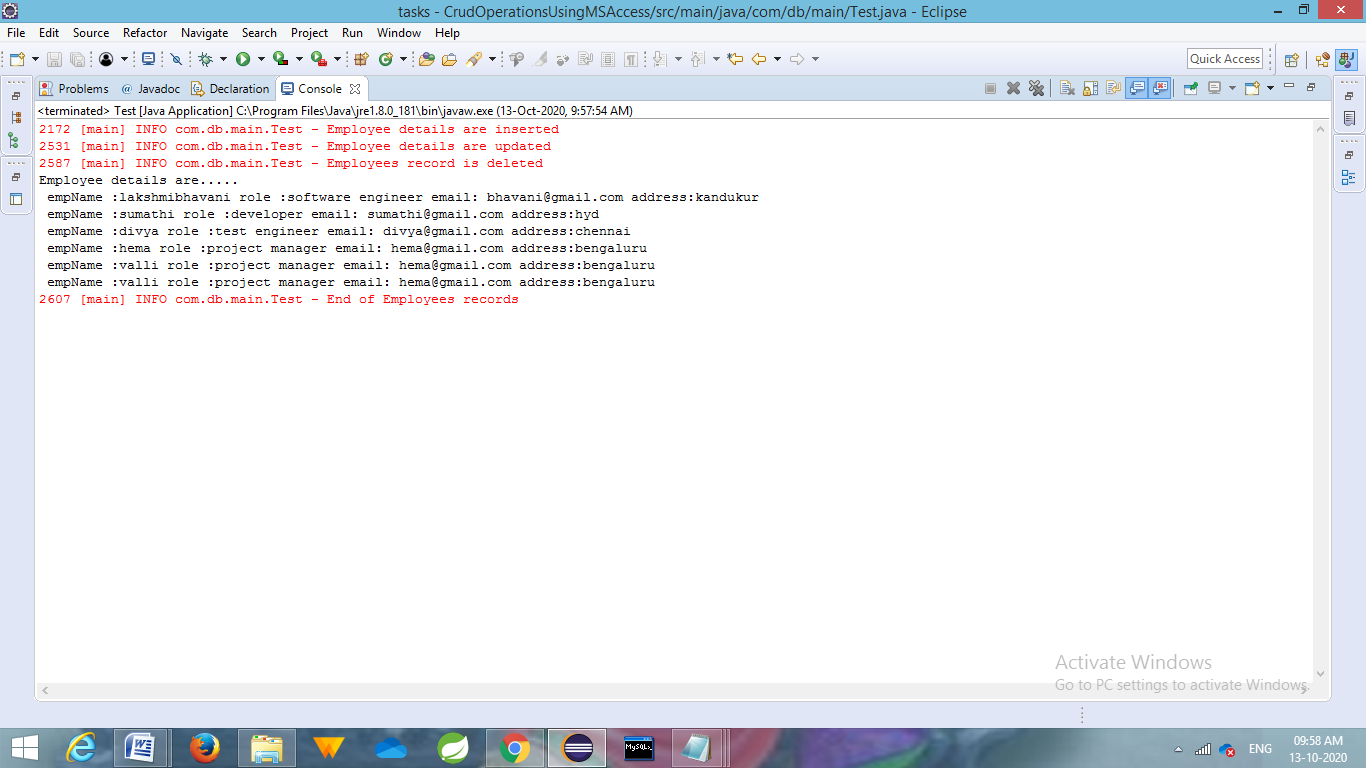 tasks - CrudOperationsUsingMSAccess/src/main/java/com/db/main/Test.java - Eclipse
File Edit Source Refactor Navigate Search Project Run Window Help
Quick Access
Problems @ Javadoc Declaration Console
<terminated> Test [Java Application] C:\Program Files\Java\jre1.8.0_181\bin\javaw.exe (13-Oct-2020, 9:57:54 AM)
2172 [main] INFO com.db.main.Test - Employee details are inserted
2531 [main] INFO com.db.main.Test - Employee details are updated
2587 [main] INFO com.db.main.Test - Employees record is deleted
Employee details are.....
empName :lakshmibhavani role :software engineer email: bhavani@gmail.com address:kandukur
empName :sumathi role :developer email: sumathi@gmail.com address:hyd
empName :divya role :test engineer email: divya@gmail.com address:chennai
empName :hema role :project manager email: hema@gmail.com address:bengaluru
empName :valli role :project manager email: hema@gmail.com address:bengaluru
empName :valli role :project manager email: hema@gmail.com address:bengaluru
2607 [main] INFO com.db.main.Test - End of Employees records
Activate Windows
Go to PC settings to activate Windows.
ENG
09:58 AM
13-10-2020